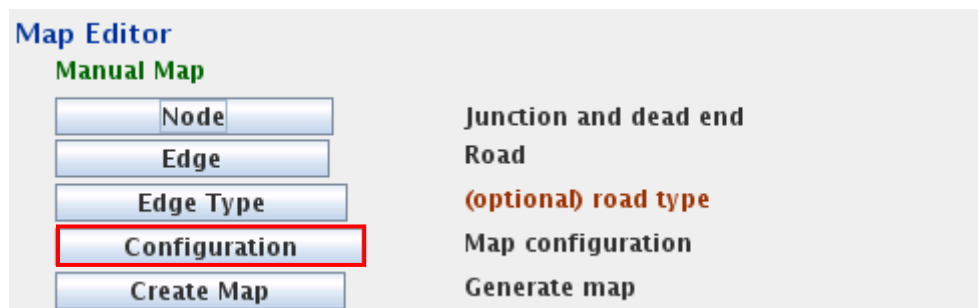 Map Editor
Manual Map
Node Junction and dead end
Edge Road
Edge Type (optional) road type
Configuration Map configuration
Create Map Generate map